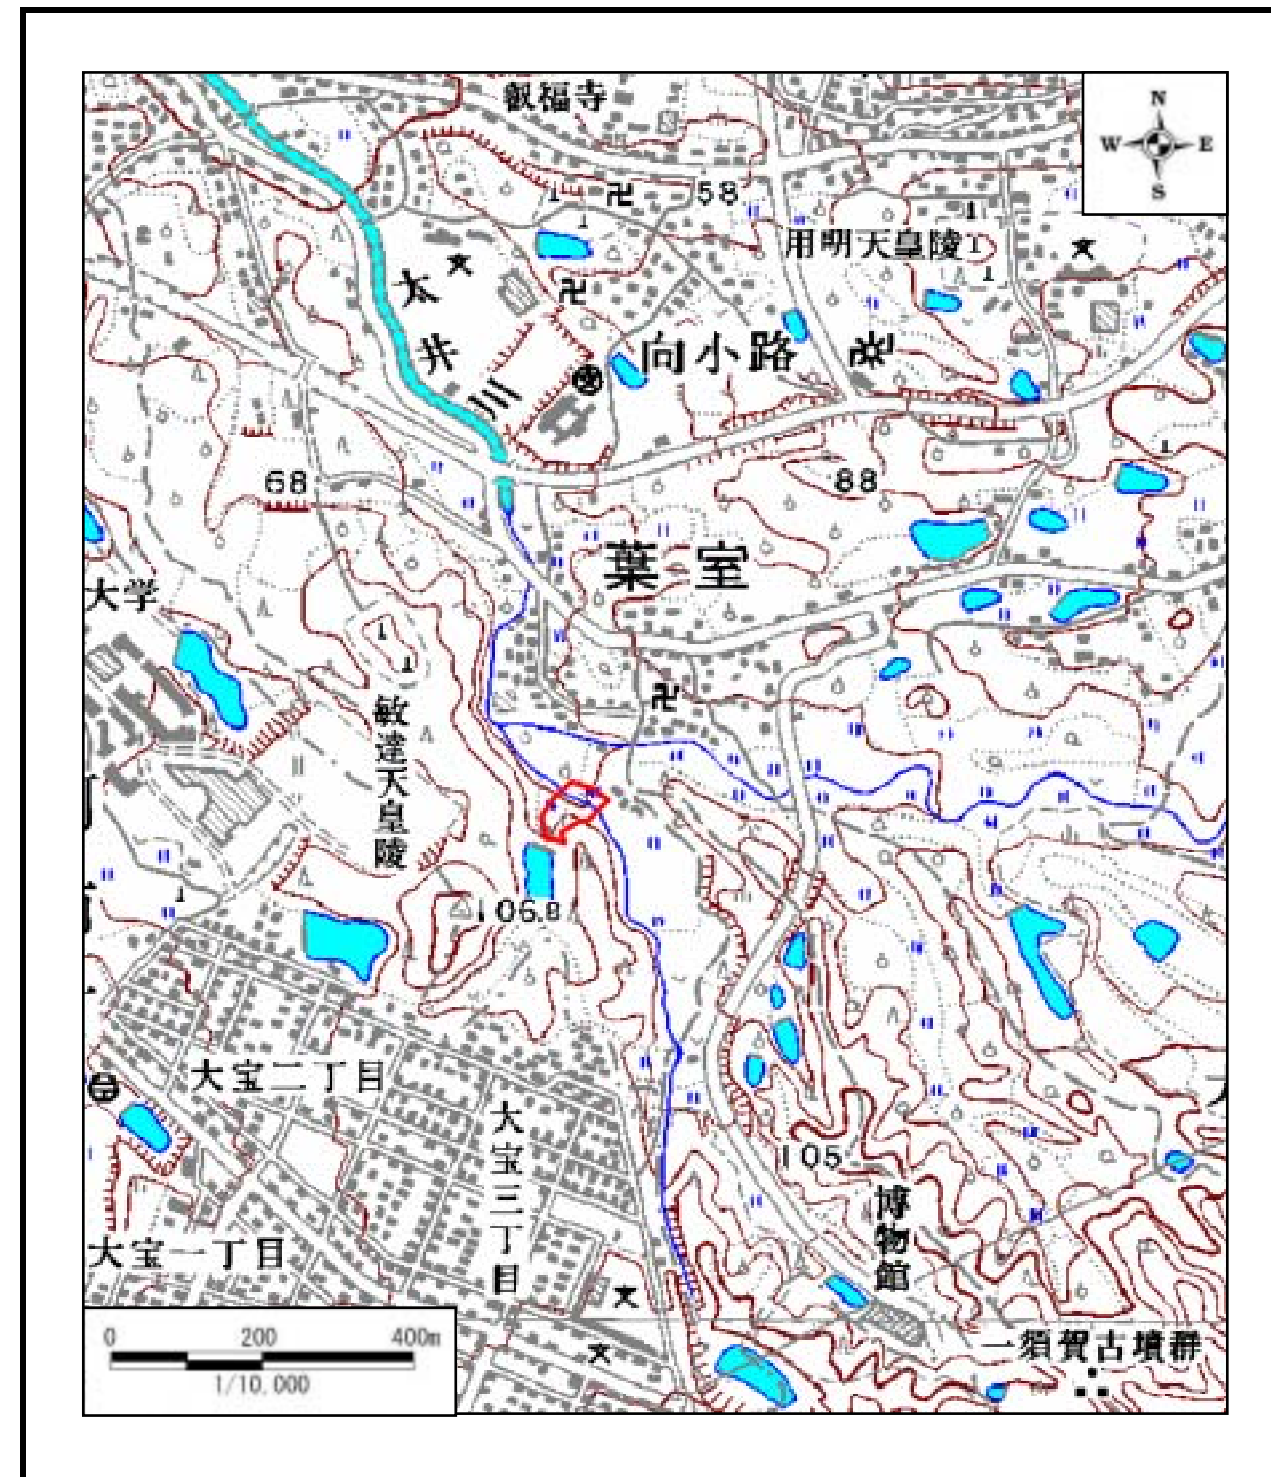 叡福寺
N
W E
S
58
用明天皇陵
太井川
向小路
68
88
葉室
大学
敏達天皇陵
106.8
大宝二丁目
大宝三丁目
105
博物館
大宝一丁目
0 200 400m
1/10,000
一須賀古墳群